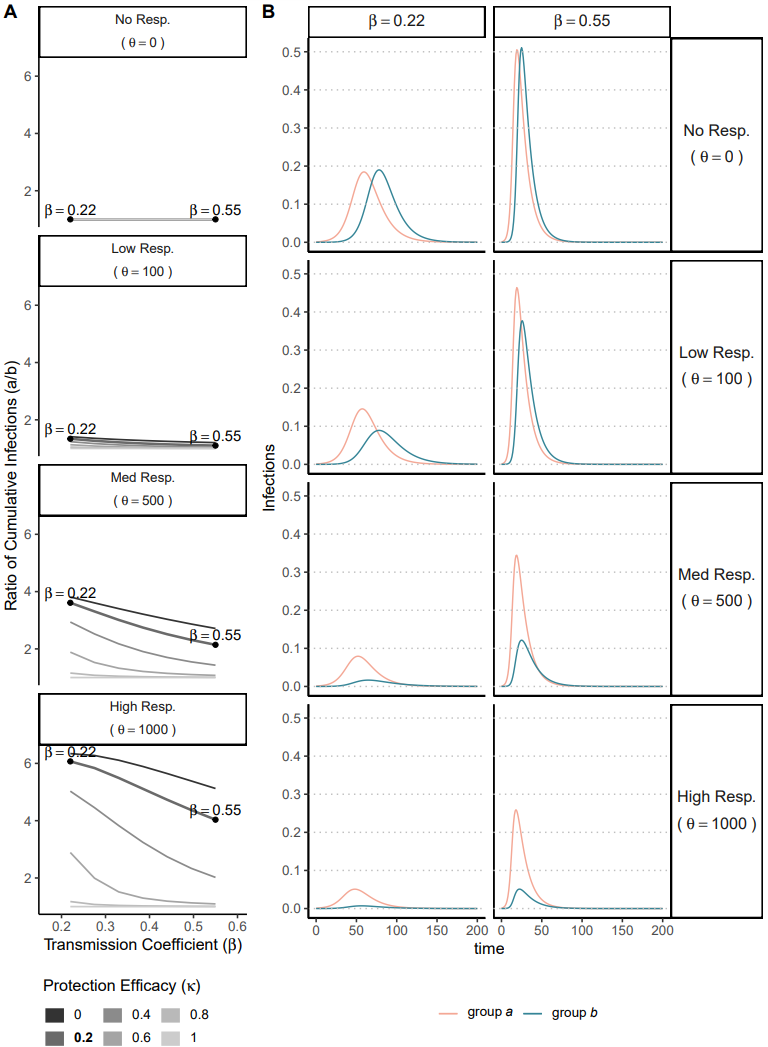 A
No Resp.
( θ = 0 )
6
4
2
β = 0.22
β = 0.55
Low Resp.
( θ = 100 )
6
4
2
β = 0.22
β = 0.55
Med Resp.
( θ = 500 )
6
4
2
β = 0.22
β = 0.55
High Resp.
( θ = 1000 )
6
4
2
β = 0.22
β = 0.55
0.2 0.3 0.4 0.5 0.6
Transmission Coefficient (β)
Ratio of Cumulative Infections (a/b)
Protection Efficacy (κ)
0 0.4 0.8
0.2 0.6 1
B
β = 0.22
β = 0.55
0.5
0.4
0.3
0.2
0.1
0.0
No Resp.
( θ = 0 )
0.5
0.4
0.3
0.2
0.1
0.0
Low Resp.
( θ = 100 )
0.5
0.4
0.3
0.2
0.1
0.0
Med Resp.
( θ = 500 )
0.5
0.4
0.3
0.2
0.1
0.0
High Resp.
( θ = 1000 )
0 50 100 150 200
0 50 100 150 200
time
Infections
group a
group b